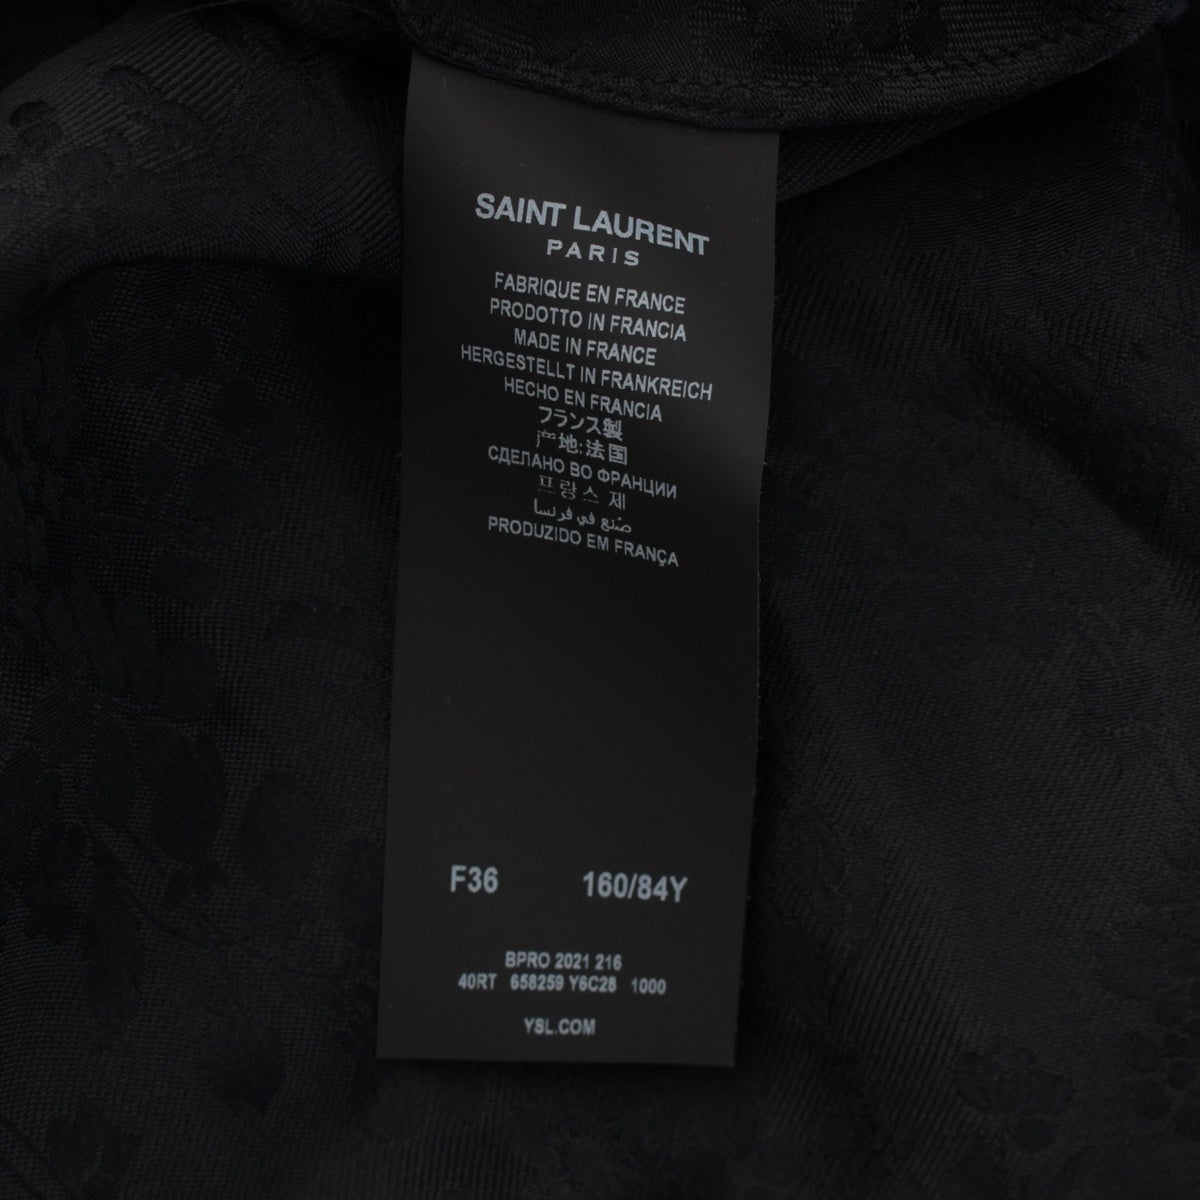 SAINT LAURENT
PARIS
FABRIQUE EN FRANCE
PRODOTTO IN FRANCIA
MADE IN FRANCE
HERGESTELLT IN FRANKREICH
HECHO EN FRANCIA
フランス製
产地:法国
СДЕЛАНО ВО ФРАНЦИИ
프랑스 제
صنع في فرنسا
PRODUZIDO EM FRANÇA
F36 160/84Y
BPRO 2021 216
40RT 658259 Y6C28 1000
YSL.COM